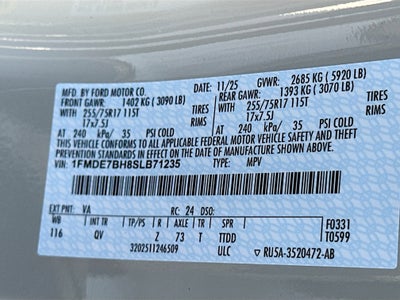 MFD. BY FORD MOTOR CO.
DATE: 11/25 GVWR: 2685 KG ( 5920 LB)
FRONT GAWR: 1402 KG ( 3090 LB) REAR GAWR: 1393 KG ( 3070 LB)
255/75R17 115T TIRES WITH 255/75R17 115T TIRES
17x7.5J RIMS 17x7.5J RIMS
AT 240 kPa/ 35 PSI COLD AT 240 kPa/ 35 PSI COLD
THIS VEHICLE CONFORMS TO ALL APPLICABLE FEDERAL MOTOR VEHICLE SAFETY
AND THEFT PREVENTION STANDARDS IN EFFECT ON THE DATE OF MANUFACTURE SHOWN ABOVE.
VIN: 1FMDE7BH8SLB71235 TYPE: MPV
EXT PNT: VA RC: 24 DSO: F0331
WB TP/PS R AXLE TR SPR T0599
116 QV Z 73 T TTDD
3202511246509 ULC RU5A-3520472-AB